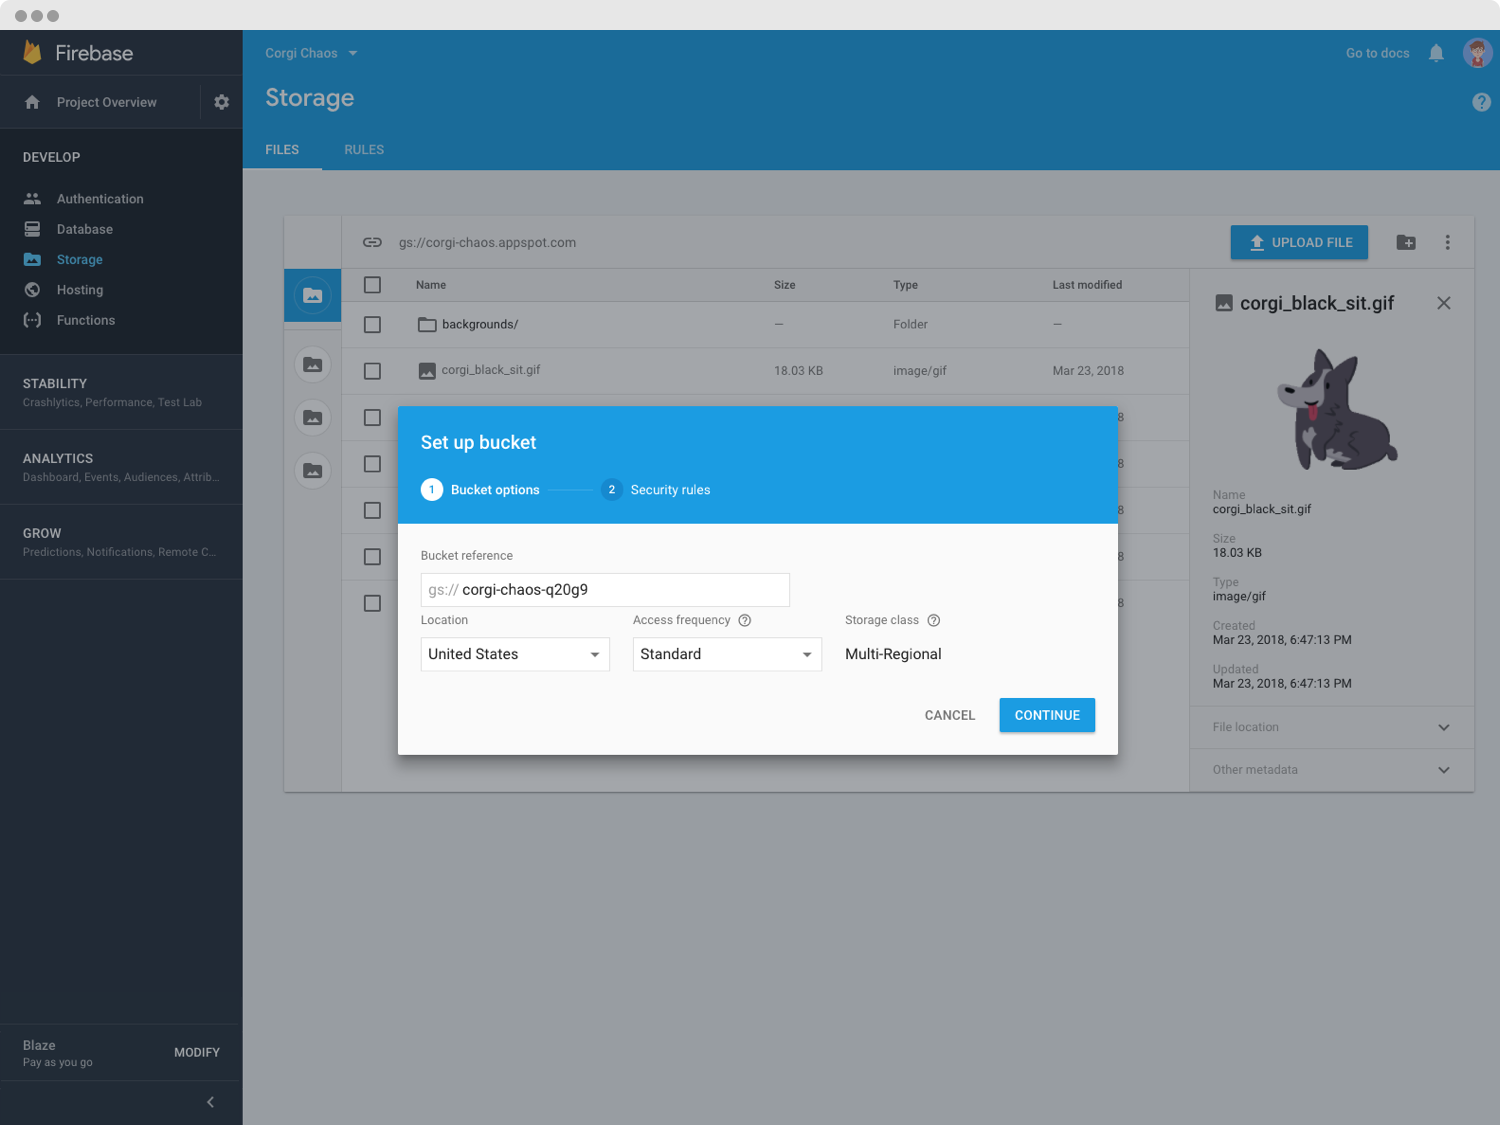 Firebase
Corgi Chaos
Go to docs
Project Overview
Storage
FILES
RULES
DEVELOP
Authentication
Database
Storage
Hosting
Functions
STABILITY
Crashlytics, Performance, Test Lab
ANALYTICS
Dashboard, Events, Audiences, Attrib...
GROW
Predictions, Notifications, Remote C...
Blaze
Pay as you go
MODIFY
gs://corgi-chaos.appspot.com
UPLOAD FILE
Name Size Type Last modified
backgrounds/ — Folder —
corgi_black_sit.gif 18.03 KB image/gif Mar 23, 2018
8
8
8
8
8
Set up bucket
1 Bucket options 2 Security rules
Bucket reference
gs:// corgi-chaos-q20g9
Location Access frequency Storage class
United States Standard Multi-Regional
CANCEL CONTINUE
corgi_black_sit.gif
Name
corgi_black_sit.gif
Size
18.03 KB
Type
image/gif
Created
Mar 23, 2018, 6:47:13 PM
Updated
Mar 23, 2018, 6:47:13 PM
File location
Other metadata